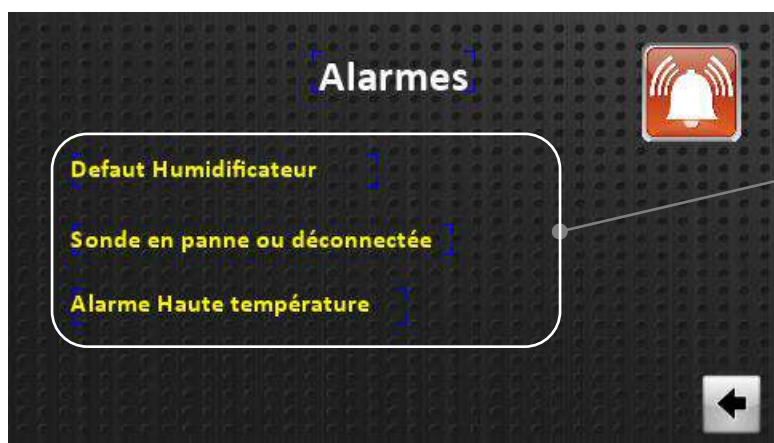 Alarmes
Defaut Humidificateur
Sonde en panne ou déconnectée
Alarme Haute température